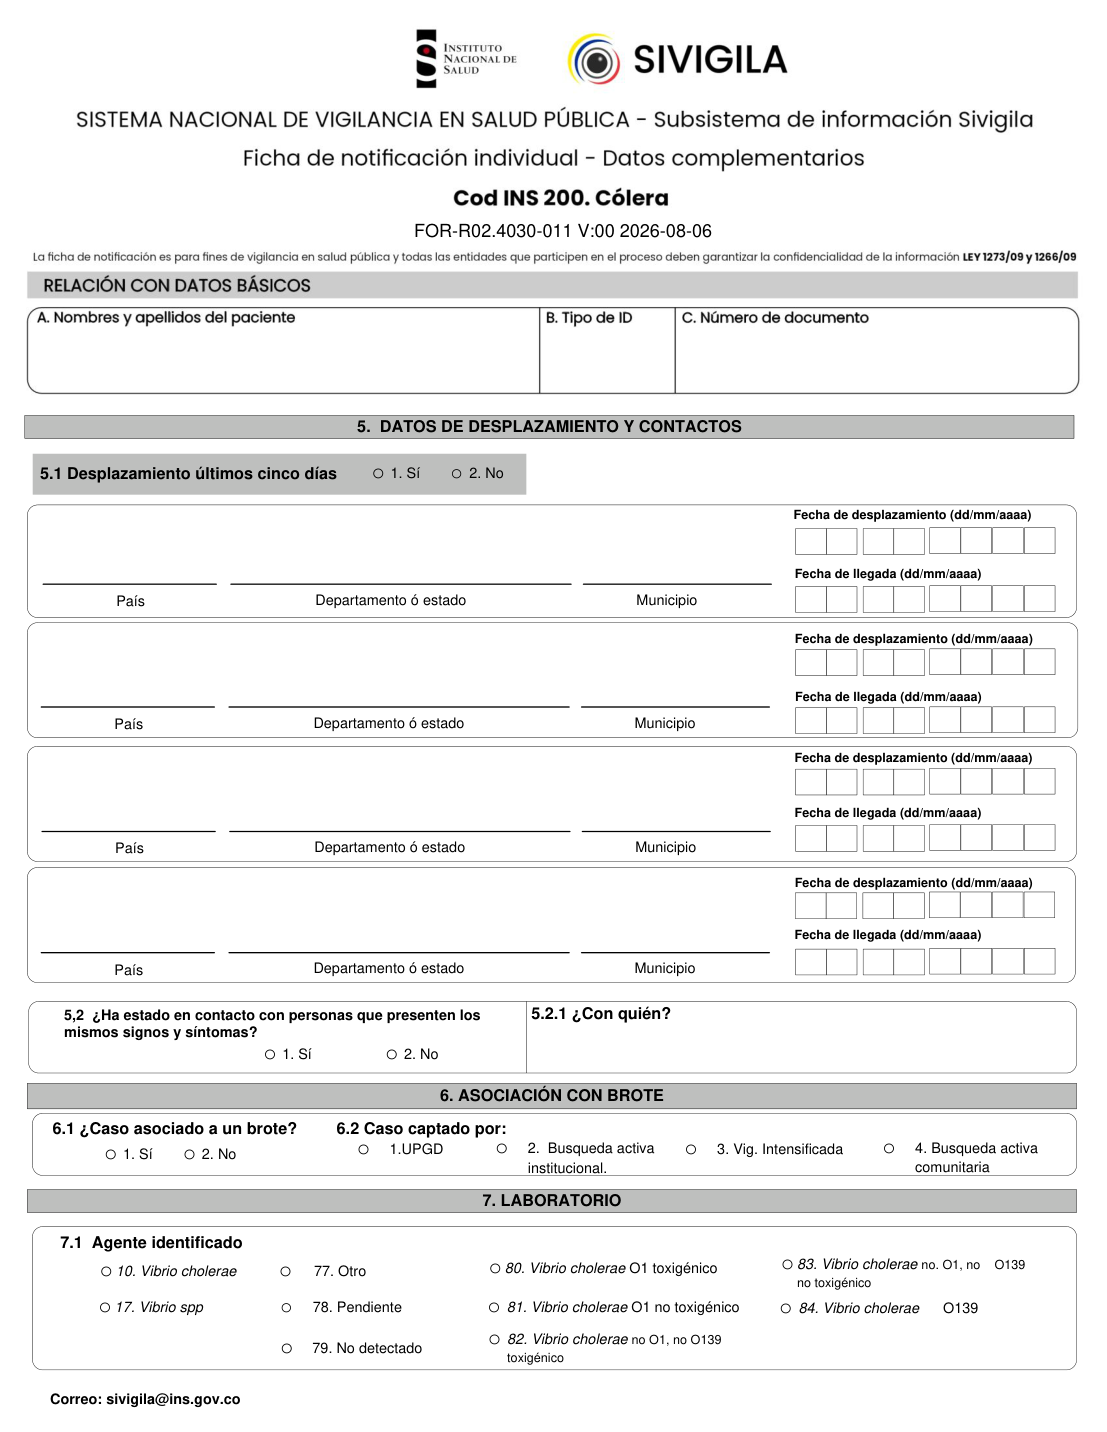 INSTITUTO
NACIONAL DE
SALUD
SIVIGILA
SISTEMA NACIONAL DE VIGILANCIA EN SALUD PÚBLICA - Subsistema de información Sivigila
Ficha de notificación individual - Datos complementarios
Cod INS 200. Cólera
FOR-R02.4030-011 V:00 2026-08-06
La ficha de notificación es para fines de vigilancia en salud pública y todas las entidades que participen en el proceso deben garantizar la confidencialidad de la información LEY 1273/09 y 1266/09
RELACIÓN CON DATOS BÁSICOS
A. Nombres y apellidos del paciente B. Tipo de ID C. Número de documento
5. DATOS DE DESPLAZAMIENTO Y CONTACTOS
5.1 Desplazamiento últimos cinco días 1. Sí 2. No
Fecha de desplazamiento (dd/mm/aaaa)
Fecha de llegada (dd/mm/aaaa)
País Departamento ó estado Municipio
Fecha de desplazamiento (dd/mm/aaaa)
Fecha de llegada (dd/mm/aaaa)
País Departamento ó estado Municipio
Fecha de desplazamiento (dd/mm/aaaa)
Fecha de llegada (dd/mm/aaaa)
País Departamento ó estado Municipio
Fecha de desplazamiento (dd/mm/aaaa)
Fecha de llegada (dd/mm/aaaa)
País Departamento ó estado Municipio
5,2 ¿Ha estado en contacto con personas que presenten los
mismos signos y síntomas?
1. Sí 2. No
5.2.1 ¿Con quién?
6. ASOCIACIÓN CON BROTE
6.1 ¿Caso asociado a un brote?
1. Sí 2. No
6.2 Caso captado por:
1.UPGD
2. Busqueda activa
institucional.
3. Vig. Intensificada
4. Busqueda activa
comunitaria
7. LABORATORIO
7.1 Agente identificado
10. Vibrio cholerae
17. Vibrio spp
77. Otro
78. Pendiente
79. No detectado
80. Vibrio cholerae O1 toxigénico
81. Vibrio cholerae O1 no toxigénico
82. Vibrio cholerae no O1, no O139
toxigénico
83. Vibrio cholerae no. O1, no O139
no toxigénico
84. Vibrio cholerae O139
Correo: sivigila@ins.gov.co